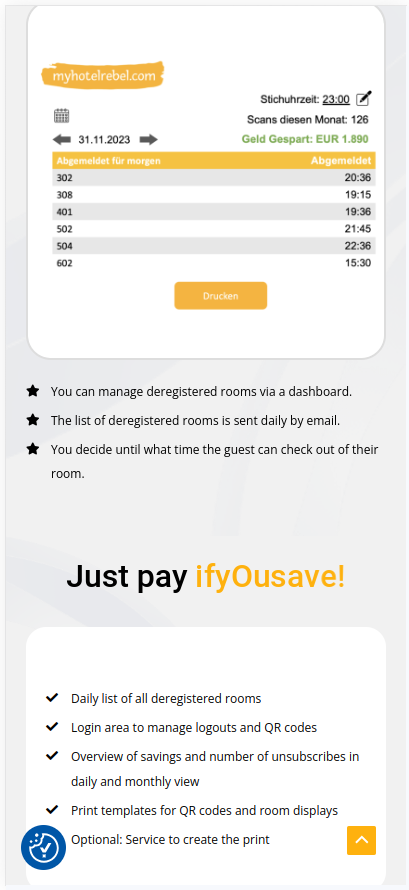 myhotelrebel.com
Stichuhrzeit: 23:00
Scans diesen Monat: 126
31.11.2023
Geld Gespart: EUR 1.890
Abgemeldet für morgen Abgemeldet
302 20:36
308 19:15
401 19:36
502 21:45
504 22:36
602 15:30
Drucken
You can manage deregistered rooms via a dashboard.
The list of deregistered rooms is sent daily by email.
You decide until what time the guest can check out of their
room.
Just pay ifyOusave!
Daily list of all deregistered rooms
Login area to manage logouts and QR codes
Overview of savings and number of unsubscribes in
daily and monthly view
Print templates for QR codes and room displays
Optional: Service to create the print